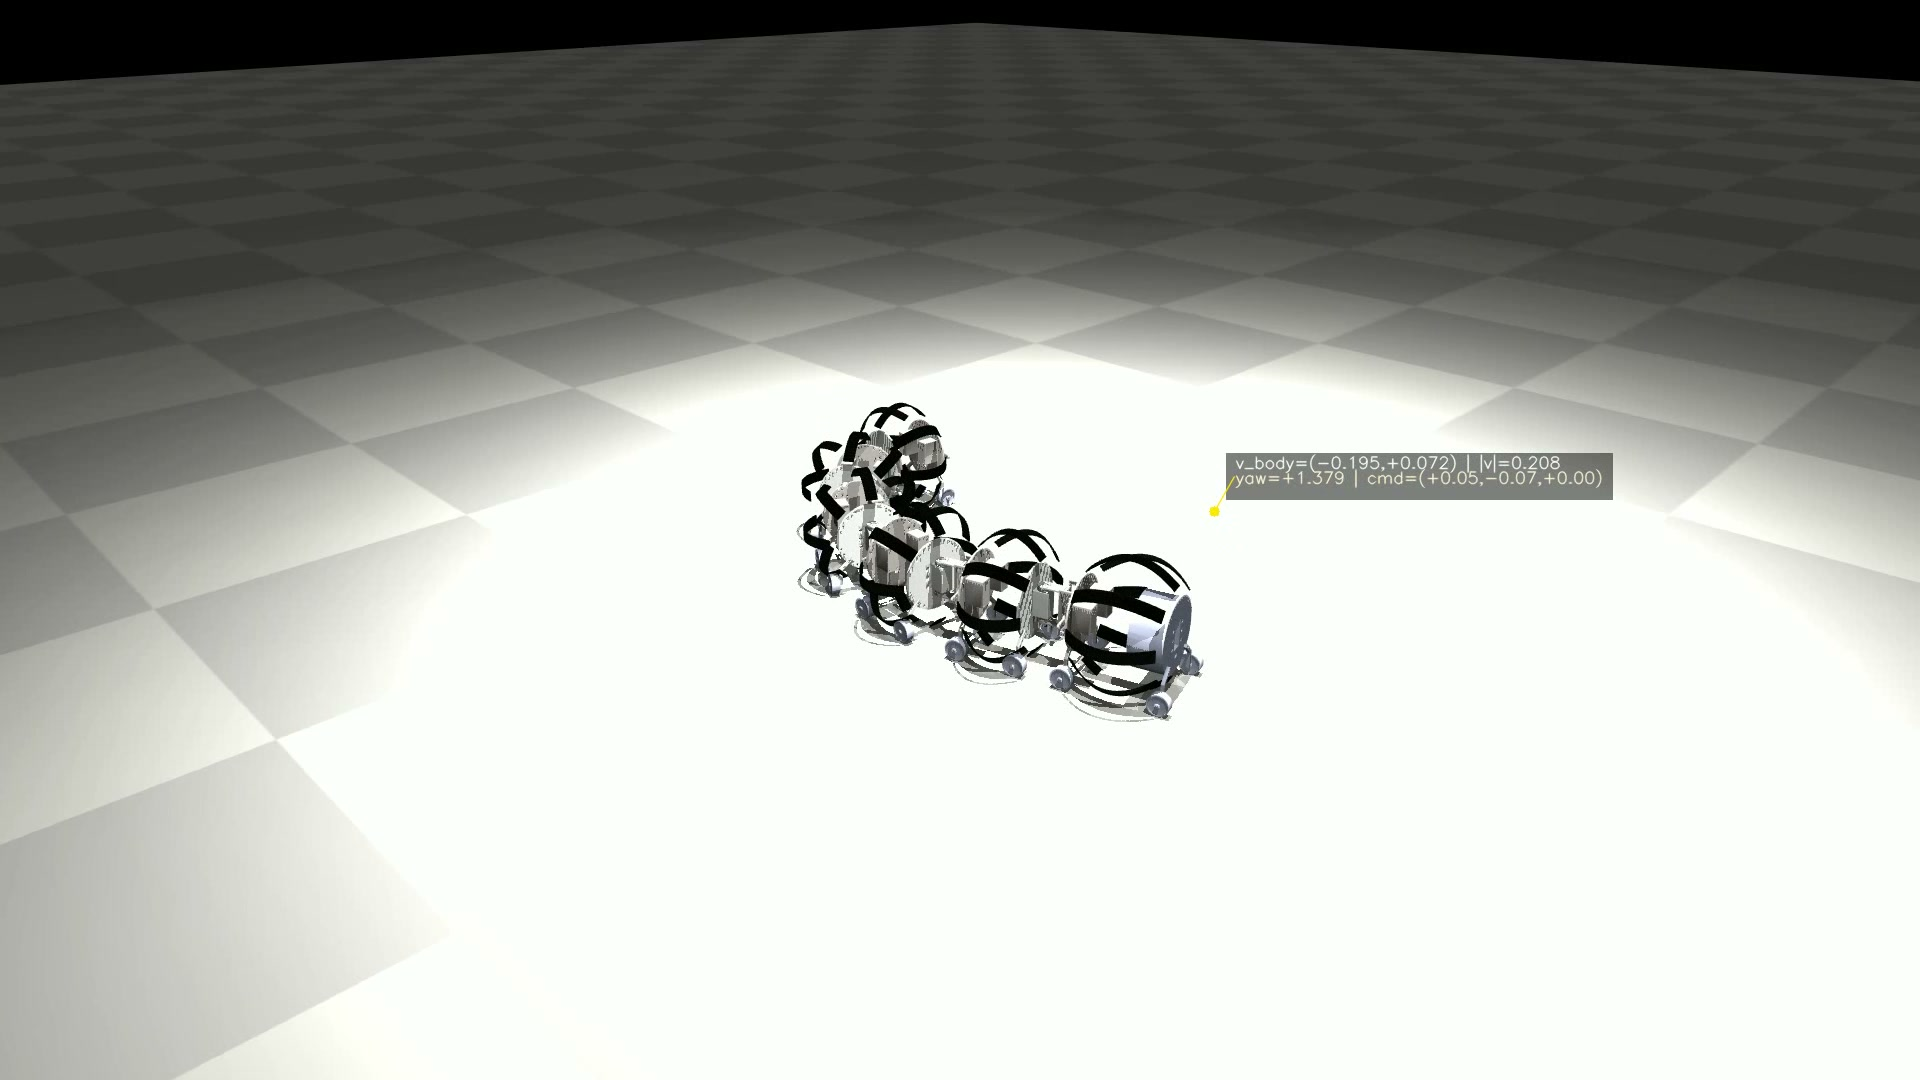 v_body=(−0.195,+0.072) | |v|=0.208
yaw=+1.379 | cmd=(+0.05,−0.07,+0.00)